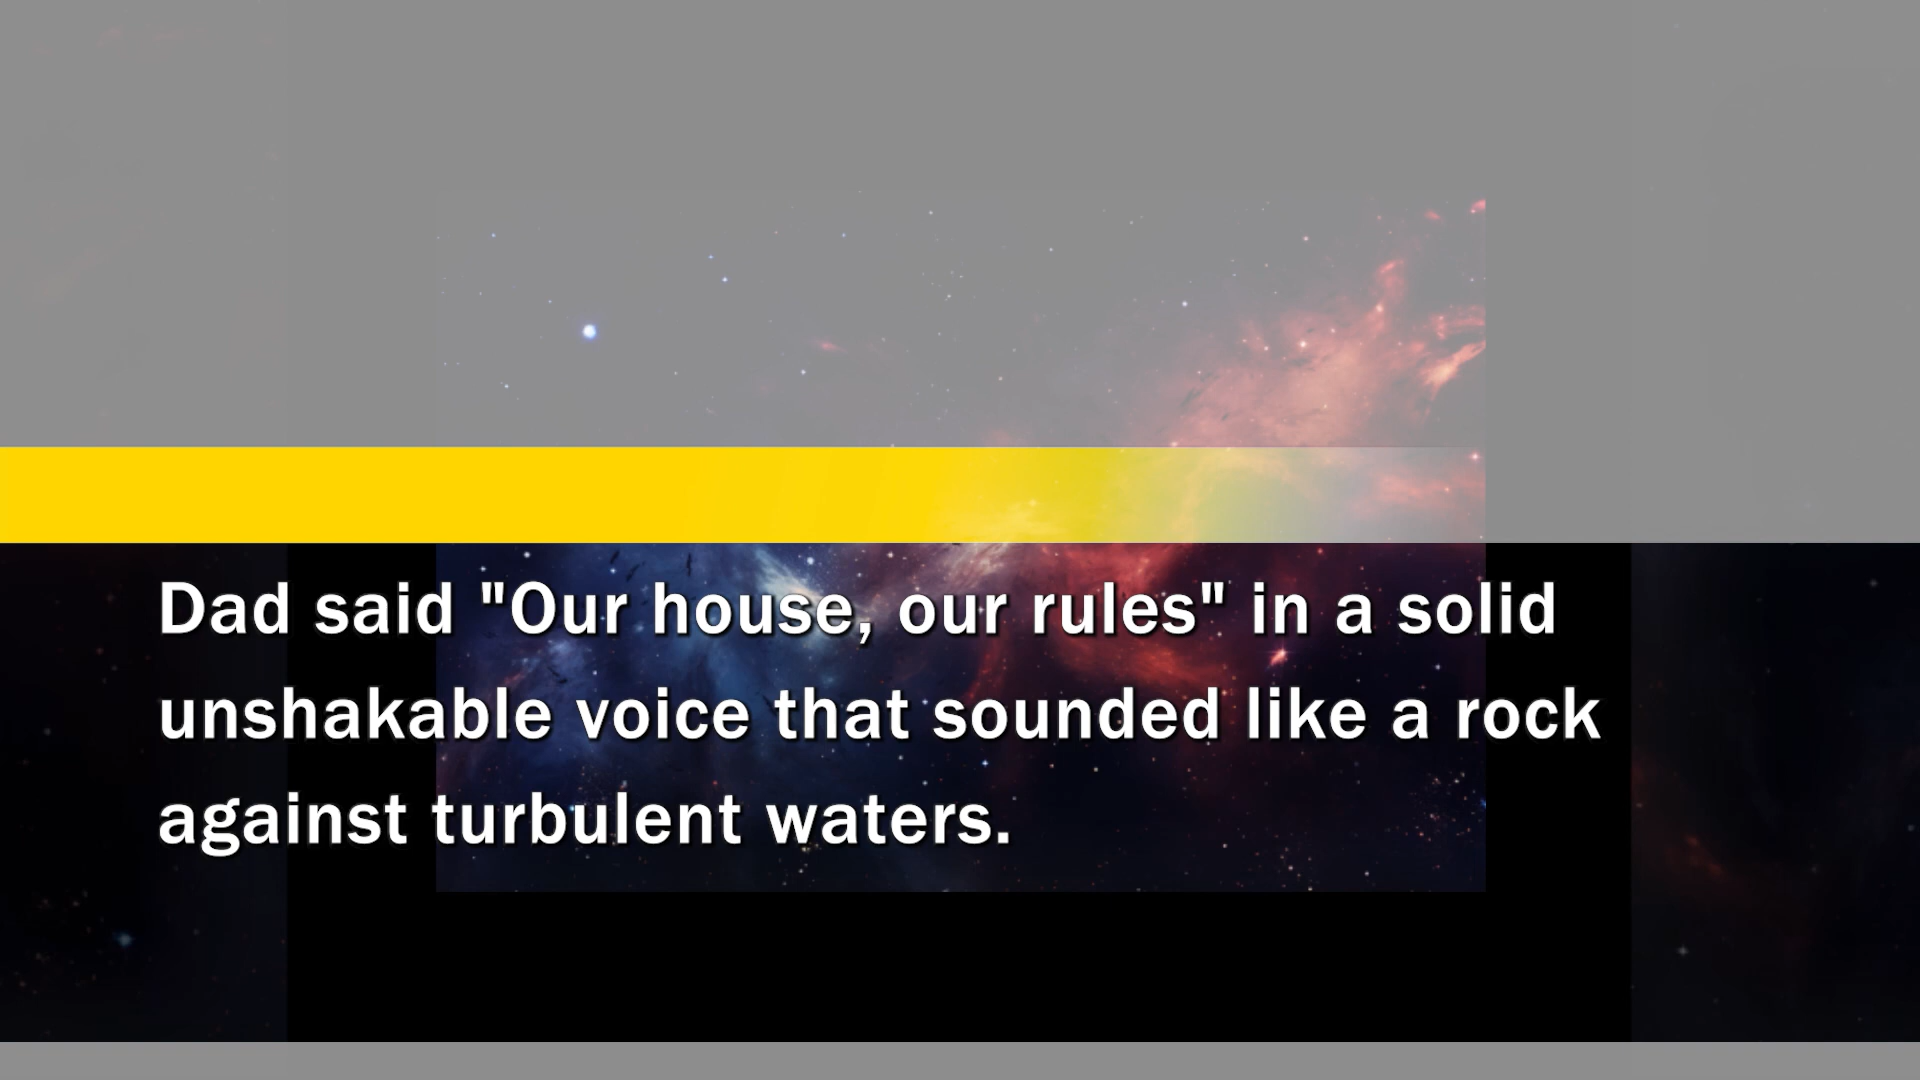 Dad said "Our house, our rules" in a solid
unshakable voice that sounded like a rock
against turbulent waters.